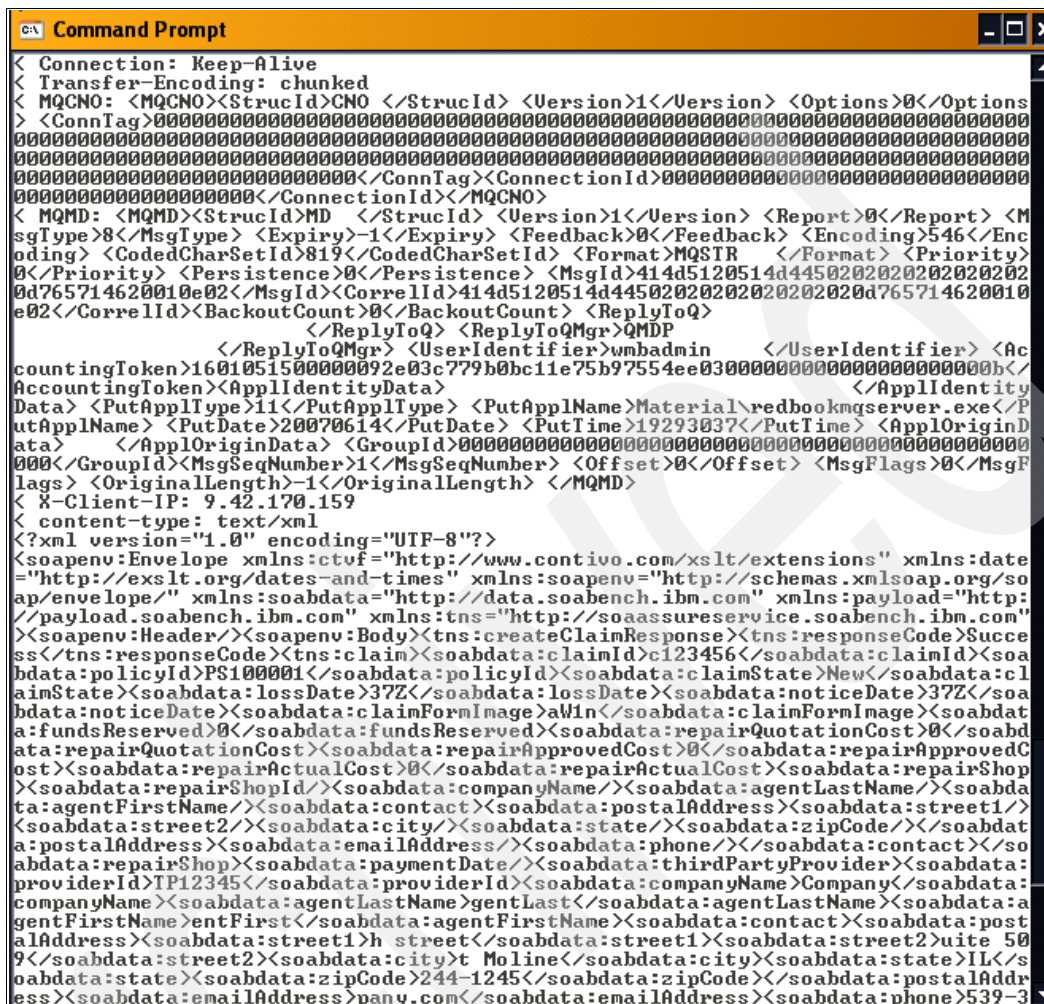 Command Prompt
< Connection: Keep-Alive
< Transfer-Encoding: chunked
< MQCNO: <MQCNO><StrucId>CNO </StrucId> <Version>1</Version> <Options>0</Options
> <ConnTag>000000000000000000000000000000000000000000000000000000000000000000000
00000000000000000000000000000000000000000000000000000000000000000000000000000000
00000000000000000000000000000000000000000000000000000000000000000000000000000000
000000000000000000000000000</ConnTag><ConnectionId>00000000000000000000000000000
0000000000000000000</ConnectionId></MQCNO>
< MQMD: <MQMD><StrucId>MD  </StrucId> <Version>1</Version> <Report>0</Report> <M
sgType>8</MsgType> <Expiry>-1</Expiry> <Feedback>0</Feedback> <Encoding>546</Enc
oding> <CodedCharSetId>819</CodedCharSetId> <Format>MQSTR   </Format> <Priority>
0</Priority> <Persistence>0</Persistence> <MsgId>414d5120514d4450202020202020202
0d765714620010e02</MsgId><CorrelId>414d5120514d44502020202020202020d765714620010
e02</CorrelId><BackoutCount>0</BackoutCount> <ReplyToQ>
</ReplyToQ> <ReplyToQMgr>QMDP
</ReplyToQMgr> <UserIdentifier>wmbadmin    </UserIdentifier> <Ac
countingToken>1601051500000092e03c779b0bc11e75b97554ee03000000000000000000000b</
AccountingToken><ApplIdentityData>                                </ApplIdentity
Data> <PutApplType>11</PutApplType> <PutApplName>Material\redbookmqserver.exe</P
utApplName> <PutDate>20070614</PutDate> <PutTime>19293037</PutTime> <ApplOriginD
ata>    </ApplOriginData> <GroupId>000000000000000000000000000000000000000000000
000</GroupId><MsgSeqNumber>1</MsgSeqNumber> <Offset>0</Offset> <MsgFlags>0</MsgF
lags> <OriginalLength>-1</OriginalLength> </MQMD>
< X-Client-IP: 9.42.170.159
< content-type: text/xml
<?xml version="1.0" encoding="UTF-8"?>
<soapenv:Envelope xmlns:ctvf="http://www.contivo.com/xslt/extensions" xmlns:date
="http://exslt.org/dates-and-times" xmlns:soapenv="http://schemas.xmlsoap.org/so
ap/envelope/" xmlns:soabdata="http://data.soabench.ibm.com" xmlns:payload="http:
//payload.soabench.ibm.com" xmlns:tns="http://soaassureservice.soabench.ibm.com"
><soapenv:Header/><soapenv:Body><tns:createClaimResponse><tns:responseCode>Succe
ss</tns:responseCode><tns:claim><soabdata:claimId>c123456</soabdata:claimId><soa
bdata:policyId>PS100001</soabdata:policyId><soabdata:claimState>New</soabdata:cl
aimState><soabdata:lossDate>37Z</soabdata:lossDate><soabdata:noticeDate>37Z</soa
bdata:noticeDate><soabdata:claimFormImage>aW1n</soabdata:claimFormImage><soabdat
a:fundsReserved>0</soabdata:fundsReserved><soabdata:repairQuotationCost>0</soabd
ata:repairQuotationCost><soabdata:repairApprovedCost>0</soabdata:repairApprovedC
ost><soabdata:repairActualCost>0</soabdata:repairActualCost><soabdata:repairShop
><soabdata:repairShopId/><soabdata:companyName/><soabdata:agentLastName/><soabda
ta:agentFirstName/><soabdata:contact><soabdata:postalAddress><soabdata:street1/>
<soabdata:street2/><soabdata:city/><soabdata:state/><soabdata:zipCode/></soabdat
a:postalAddress><soabdata:emailAddress/><soabdata:phone/></soabdata:contact></so
abdata:repairShop><soabdata:paymentDate/><soabdata:thirdPartyProvider><soabdata:
providerId>TP12345</soabdata:providerId><soabdata:companyName>Company</soabdata:
companyName><soabdata:agentLastName>gentLast</soabdata:agentLastName><soabdata:a
gentFirstName>entFirst</soabdata:agentFirstName><soabdata:contact><soabdata:post
alAddress><soabdata:street1>h street</soabdata:street1><soabdata:street2>uite 50
9</soabdata:street2><soabdata:city>t Moline</soabdata:city><soabdata:state>IL</s
oabdata:state><soabdata:zipCode>244-1245</soabdata:zipCode></soabdata:postalAddr
ess><soabdata:emailAddress>pany.com</soabdata:emailAddress><soabdata:phone>539-3